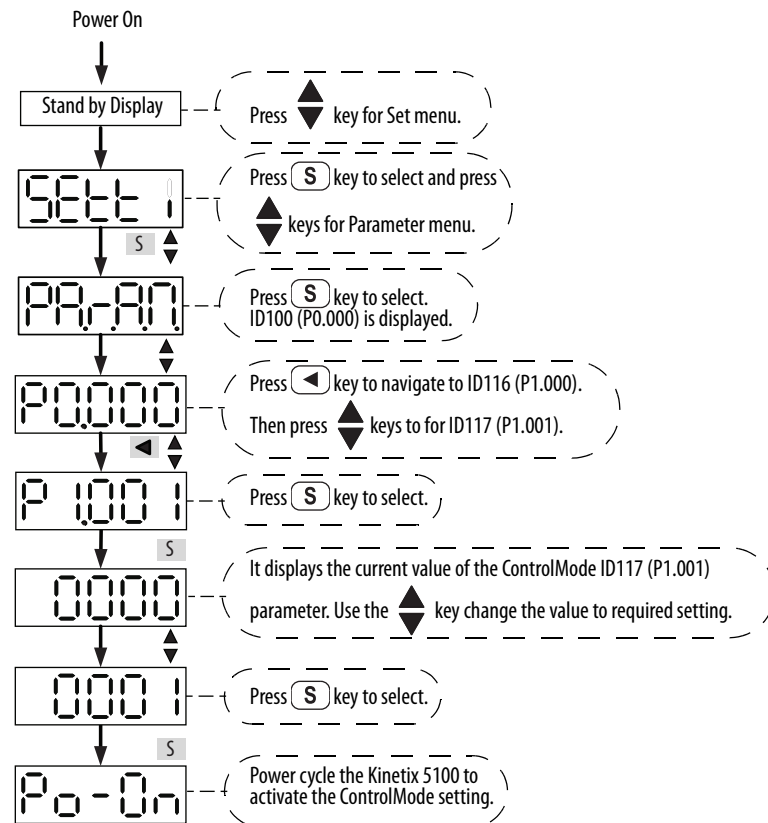 Power On
Stand by Display
Press key for Set menu.
SEtt 1
Press S key to select and press
keys for Parameter menu.
S
PA.r.A.M.
Press S key to select.
ID100 (P0.000) is displayed.
P0.000
Press ◀ key to navigate to ID116 (P1.000).
Then press keys to for ID117 (P1.001).
P 1.001
Press S key to select.
S
0000
It displays the current value of the ControlMode ID117 (P1.001)
parameter. Use the key change the value to required setting.
0001
Press S key to select.
S
Po-On
Power cycle the Kinetix 5100 to
activate the ControlMode setting.